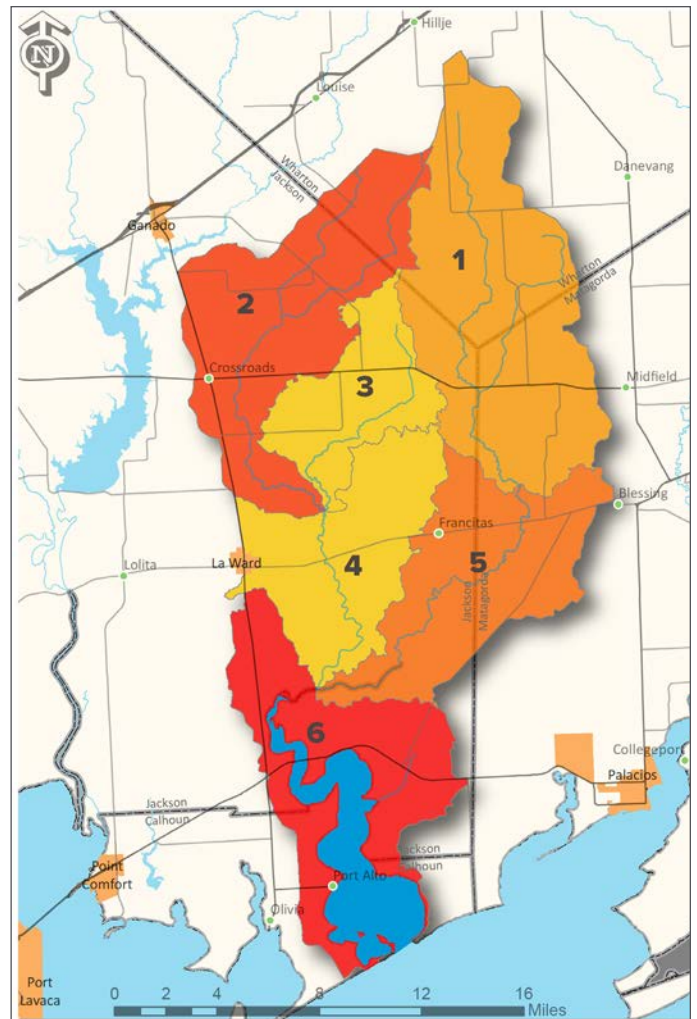 N
Hillje
Louise
Danevang
Wharton
Jackson
Ganado
1
Wharton
Matagorda
2
Crossroads
3
Midfield
Blessing
Francitas
La Ward
Lolita
4
5
Jackson
Matagorda
6
Collegeport
Palacios
Jackson
Calhoun
Jackson
Calhoun
Point
Comfort
Port Alto
Olivia
Port
Lavaca
0 4 8 12 16
Miles